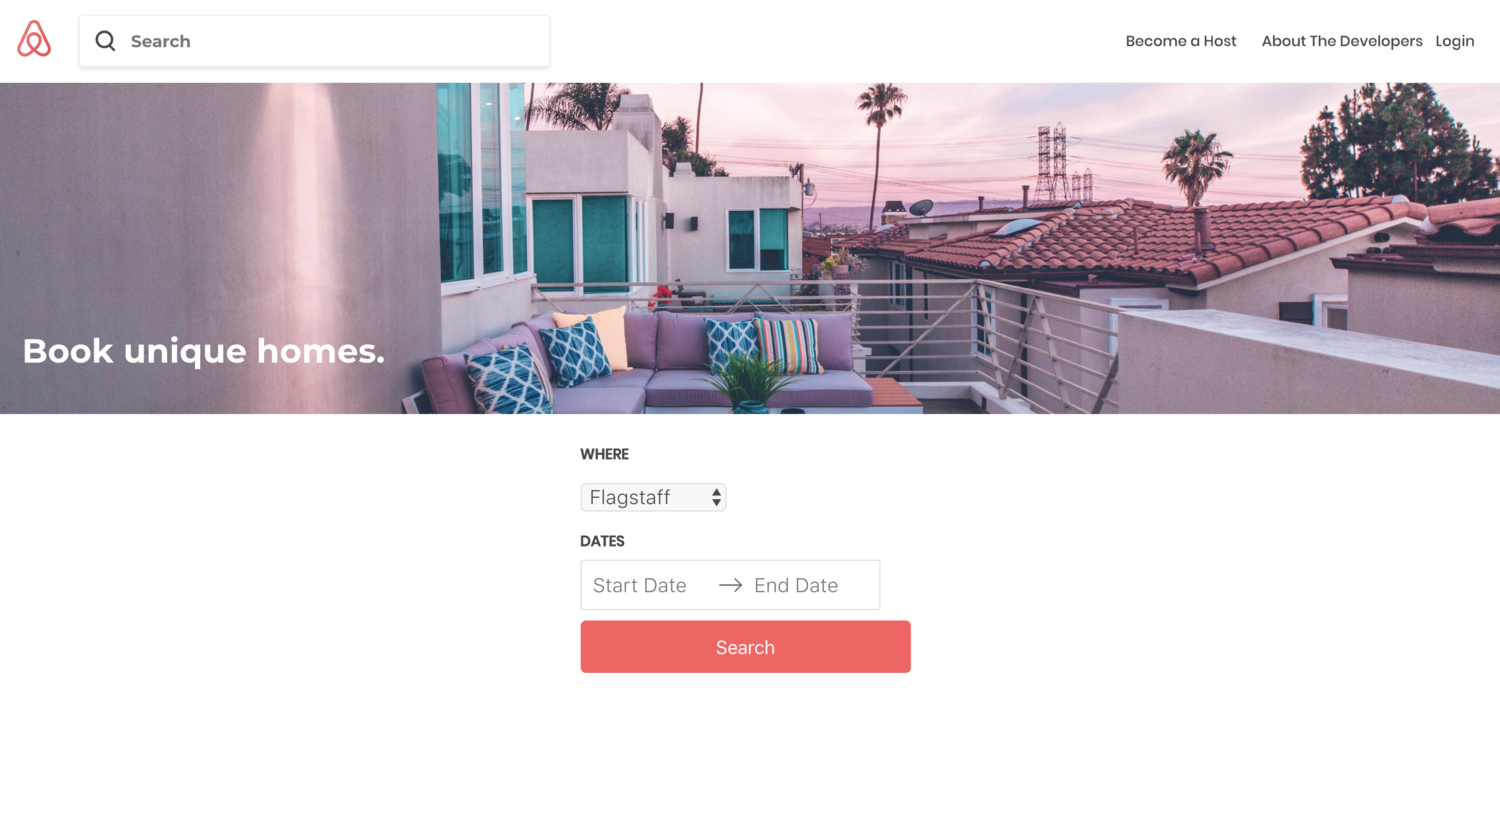 Search
Become a Host
About The Developers
Login
Book unique homes.
WHERE
Flagstaff
DATES
Start Date
End Date
Search